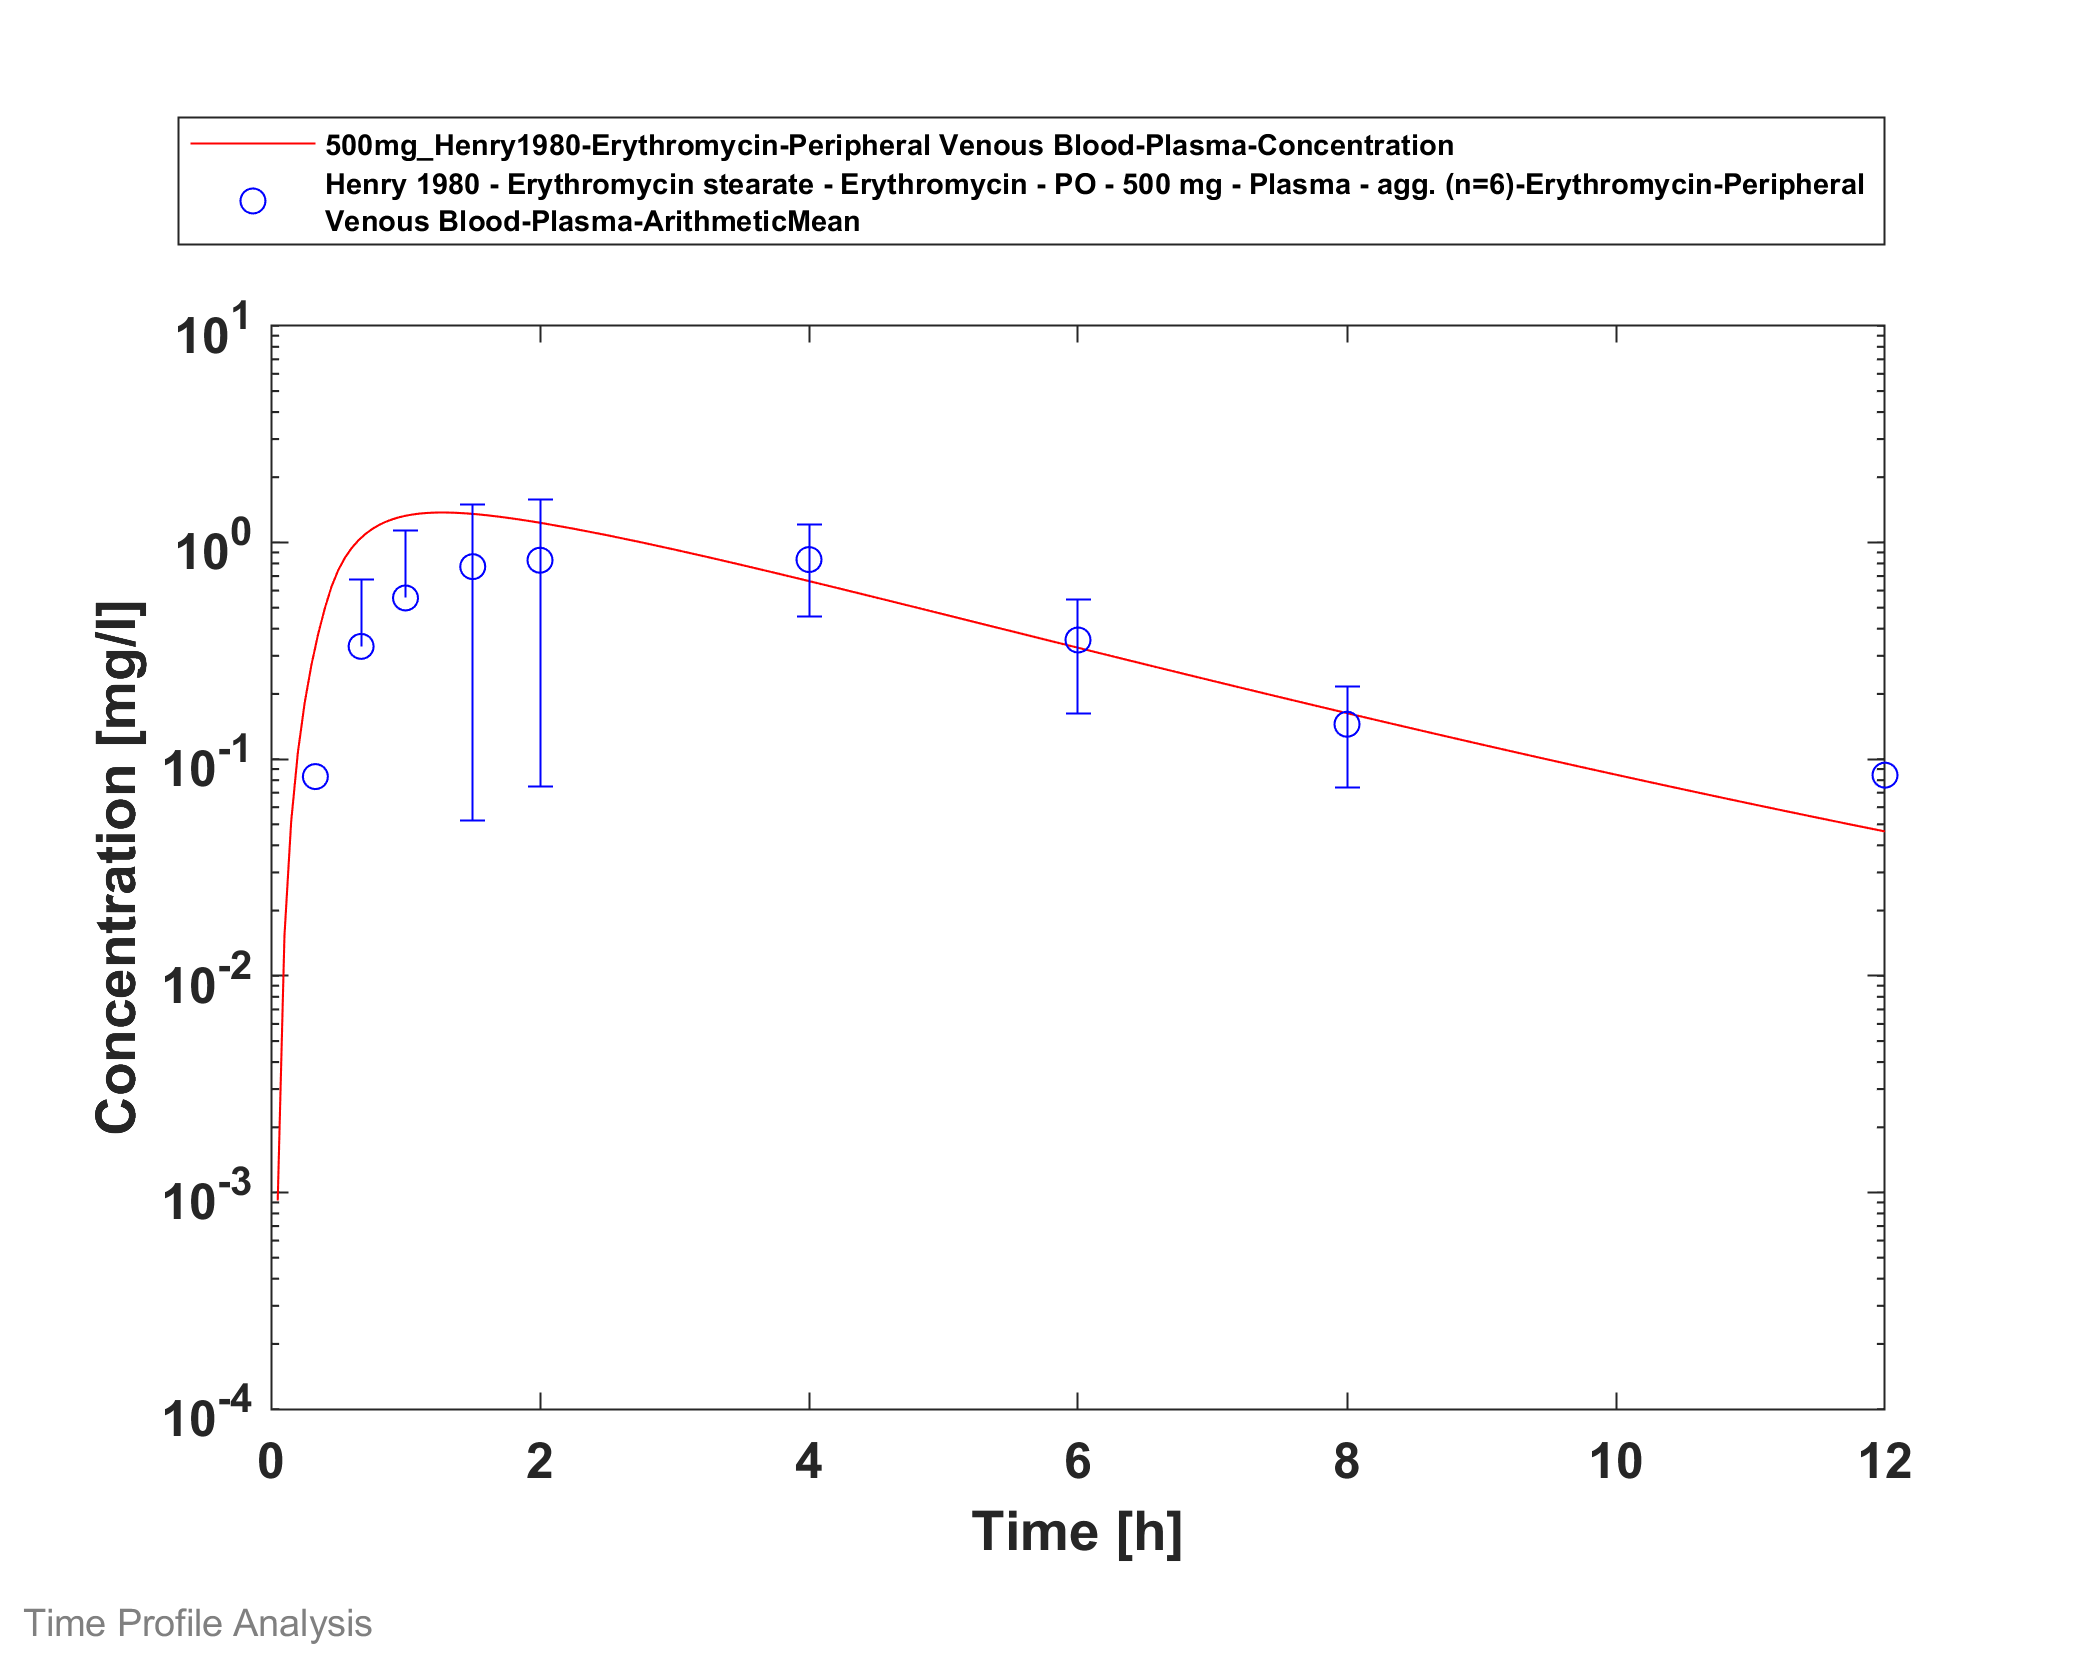 500mg_Henry1980-Erythromycin-Peripheral Venous Blood-Plasma-Concentration
Henry 1980 - Erythromycin stearate - Erythromycin - PO - 500 mg - Plasma - agg. (n=6)-Erythromycin-Peripheral
Venous Blood-Plasma-ArithmeticMean
10^1
10^0
10^-1
10^-2
10^-3
10^-4
Concentration [mg/l]
0 2 4 6 8 10 12
Time [h]
Time Profile Analysis